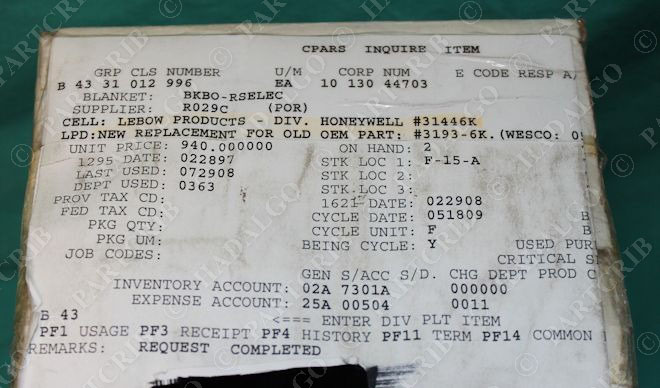 CPARS INQUIRE ITEM
GRP CLS NUMBER U/M CORP NUM E CODE RESP A/
B 43 31 012 996 EA 10 130 44703
BLANKET: BKBO-RSELEC
SUPPLIER: R029C (POR)
CELL: LEBOW PRODUCTS - DIV. HONEYWELL #31446K
LPD:NEW REPLACEMENT FOR OLD OEM PART: #3193-6K.(WESCO: 0
UNIT PRICE: 940.000000 ON HAND: 2
1295 DATE: 022897 STK LOC 1: F-15-A
LAST USED: 072908 STK LOC 2:
DEPT USED: 0363 STK LOC 3:
PROV TAX CD: 1621 DATE: 022908
FED TAX CD: CYCLE DATE: 051809 B
PKG QTY: CYCLE UNIT: F B
PKG UM: BEING CYCLE: Y USED PUR
JOB CODES: CRITICAL S
GEN S/ACC S/D. CHG DEPT PROD C
INVENTORY ACCOUNT: 02A 7301A 000000
EXPENSE ACCOUNT: 25A 00504 0011
B 43 <=== ENTER DIV PLT ITEM
PF1 USAGE PF3 RECEIPT PF4 HISTORY PF11 TERM PF14 COMMON
REMARKS: REQUEST COMPLETED
© PARTCRIB
© HADALGO